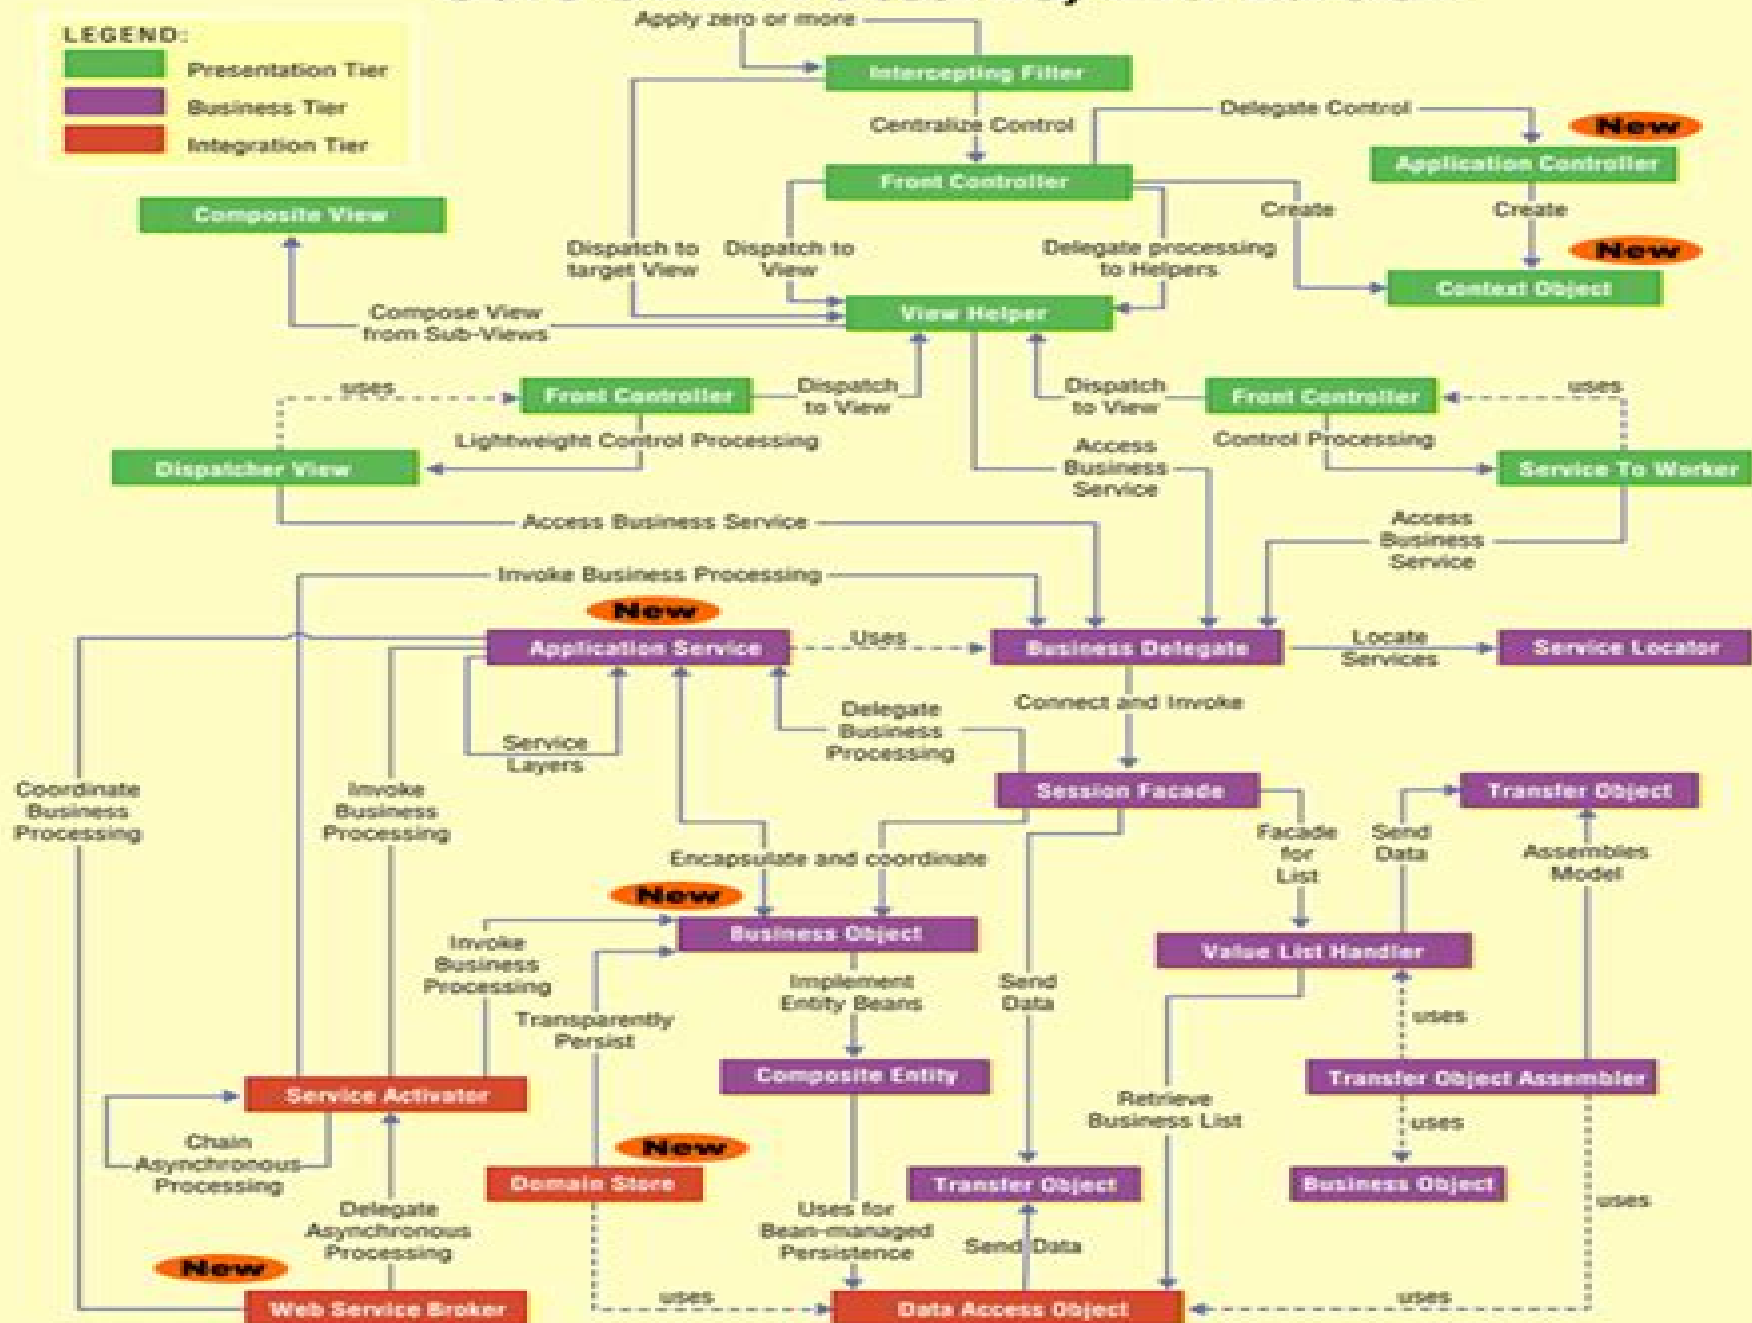 Apply zero or more
LEGEND:
Presentation Tier
Business Tier
Integration Tier
Intercepting Filter
Centralize Control
Delegate Control
New
Application Controller
Front Controller
Composite View
Create
Create
Dispatch to
target View
Dispatch to
View
Delegate processing
to Helpers
New
Context Object
View Helper
Compose View
from Sub-Views
uses
Front Controller
Dispatch
to View
Dispatch
to View
Front Controller
uses
Lightweight Control Processing
Access
Business
Service
Control Processing
Dispatcher View
Service To Worker
Access Business Service
Access
Business
Service
Invoke Business Processing
New
Application Service
Uses
Business Delegate
Locate
Services
Service Locator
Connect and Invoke
Delegate
Business
Processing
Service
Layers
Coordinate
Business
Processing
Invoke
Business
Processing
Session Facade
Transfer Object
Facade
for
List
Send
Data
Assembles
Model
Encapsulate and coordinate
New
Business Object
Value List Handler
Invoke
Business
Processing
Implement
Entity Beans
Send
Data
Transparently
Persist
uses
Composite Entity
Transfer Object Assembler
Service Activator
Retrieve
Business List
uses
Chain
Asynchronous
Processing
New
Domain Store
Transfer Object
Business Object
uses
Delegate
Asynchronous
Processing
Uses for
Bean-managed
Persistence
Send Data
New
Web Service Broker
uses
Data Access Object
uses